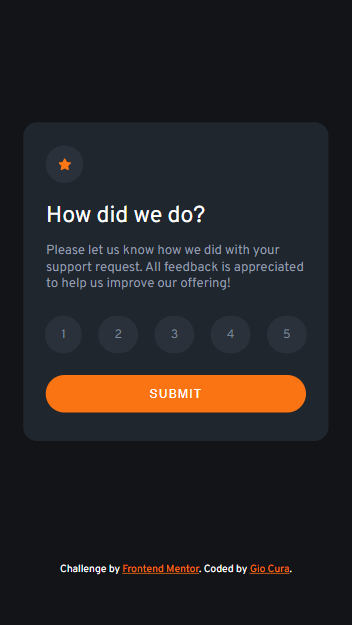 How did we do?
Please let us know how we did with your
support request. All feedback is appreciated
to help us improve our offering!
1 2 3 4 5
SUBMIT
Challenge by Frontend Mentor. Coded by Gio Cura.